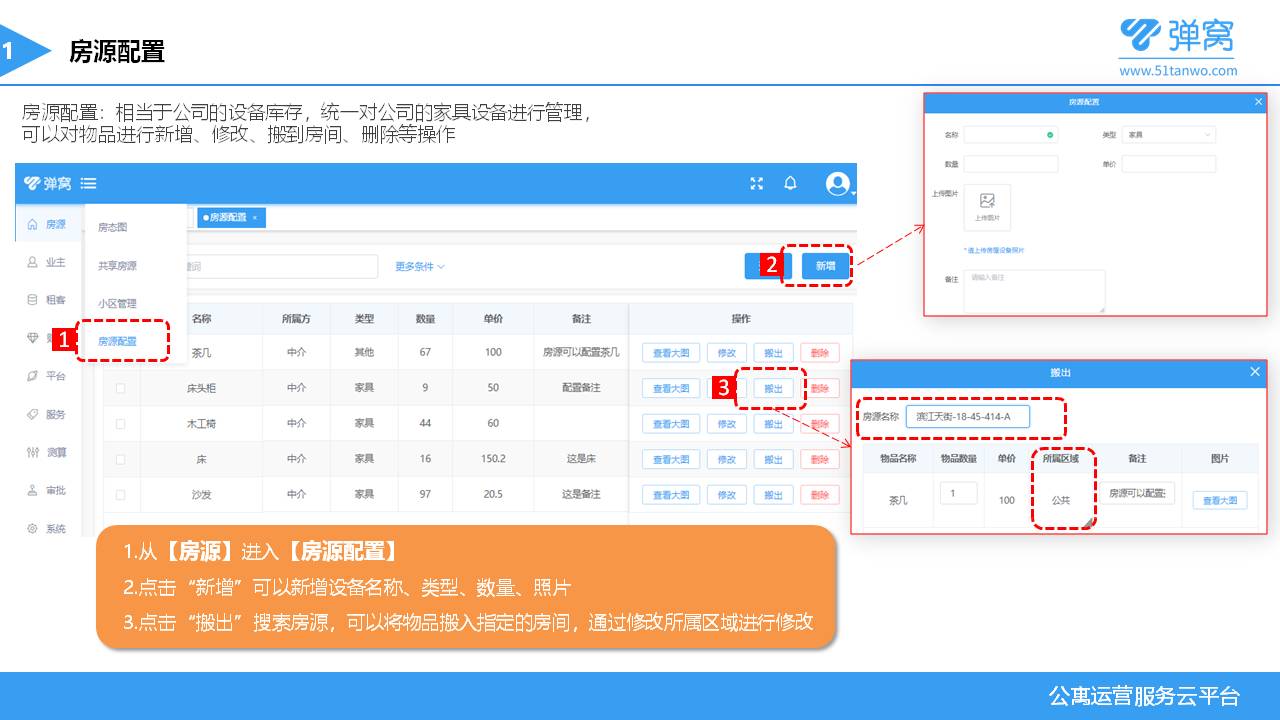 1
房源配置
弹窝
www.51tanwo.com
房源配置：相当于公司的设备库存，统一对公司的家具设备进行管理，
可以对物品进行新增、修改、搬到房间、删除等操作
弹窝
房源
业主
租客
平台
服务
测算
审批
系统
房态图
共享房源
小区管理
房源配置
1
房源配置 ×
更多条件
2
新增
名称 所属方 类型 数量 单价 备注 操作
茶几 中介 其他 67 100 房源可以配置茶几 查看大图 修改 搬出 删除
床头柜 中介 家具 9 50 配置备注 查看大图 3 搬出 删除
木工椅 中介 家具 44 60 查看大图 修改 搬出 删除
床 中介 家具 16 150.2 这是床 查看大图 修改 搬出 删除
沙发 中介 家具 97 20.5 这是备注 查看大图 修改 搬出 删除
房源配置 ×
名称 类型 家具
数量 单价
上传图片
上传图片
*请上传房屋设备照片
备注 请输入备注
搬出 ×
房源名称 滨江天街-18-45-414-A
物品名称 物品数量 单价 所属区域 备注 图片
茶几 1 100 公共 房源可以配置 查看大图
1.从【房源】进入【房源配置】
2.点击“新增”可以新增设备名称、类型、数量、照片
3.点击“搬出”搜索房源，可以将物品搬入指定的房间，通过修改所属区域进行修改
公寓运营服务云平台